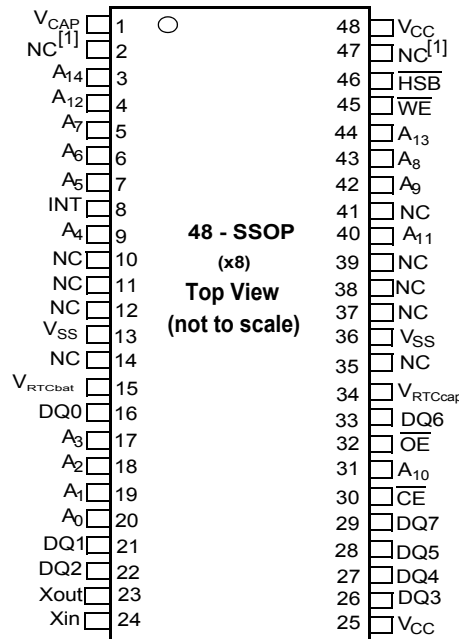 V_CAP 1 48 V_CC
NC[1] 2 47 NC[1]
A14 3 46 HSB
A12 4 45 WE
A7 5 44 A13
A6 6 43 A8
A5 7 42 A9
INT 8 41 NC
A4 9 48 - SSOP 40 A11
NC 10 (x8) 39 NC
NC 11 Top View 38 NC
NC 12 (not to scale) 37 NC
VSS 13 36 VSS
NC 14 35 NC
VRTCbat 15 34 VRTCcap
DQ0 16 33 DQ6
A3 17 32 OE
A2 18 31 A10
A1 19 30 CE
A0 20 29 DQ7
DQ1 21 28 DQ5
DQ2 22 27 DQ4
Xout 23 26 DQ3
Xin 24 25 VCC